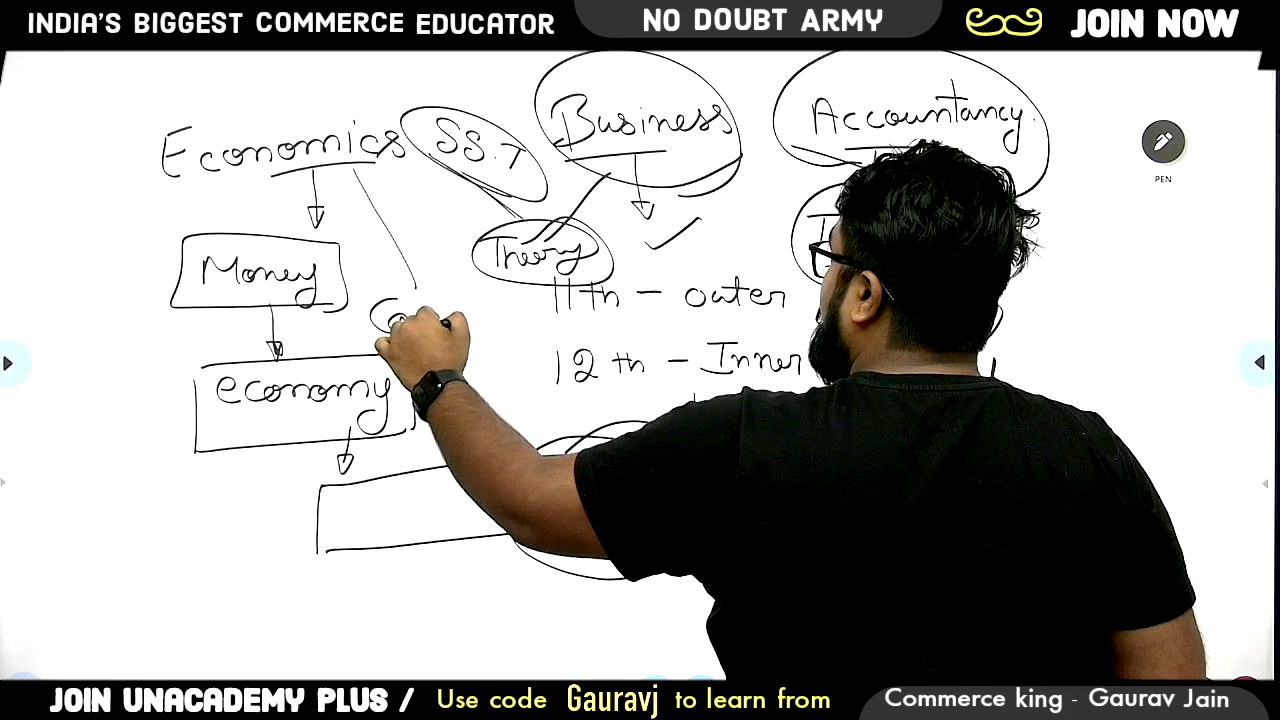 INDIA'S BIGGEST COMMERCE EDUCATOR
NO DOUBT ARMY
JOIN NOW
Economics
SS.T
Business
Accountancy
PEN
Money
Theory
11th - outer
12th - Inner
economy
JOIN UNACADEMY PLUS / Use code Gauravj to learn from
Commerce king - Gaurav Jain